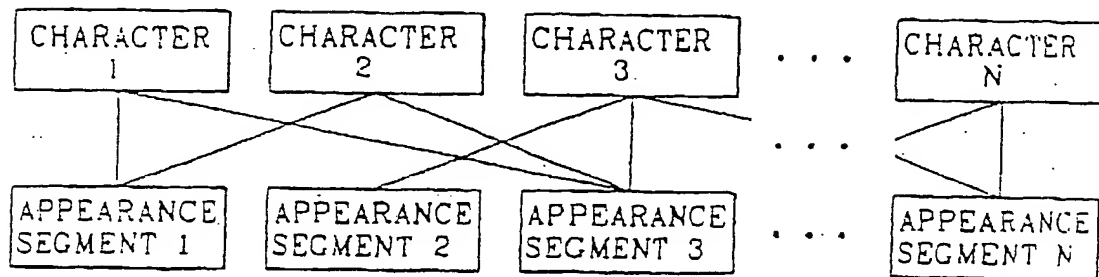 CHARACTER
1
CHARACTER
2
CHARACTER
3
. . .
CHARACTER
N
. . .
APPEARANCE
SEGMENT 1
APPEARANCE
SEGMENT 2
APPEARANCE
SEGMENT 3
. . .
APPEARANCE
SEGMENT N